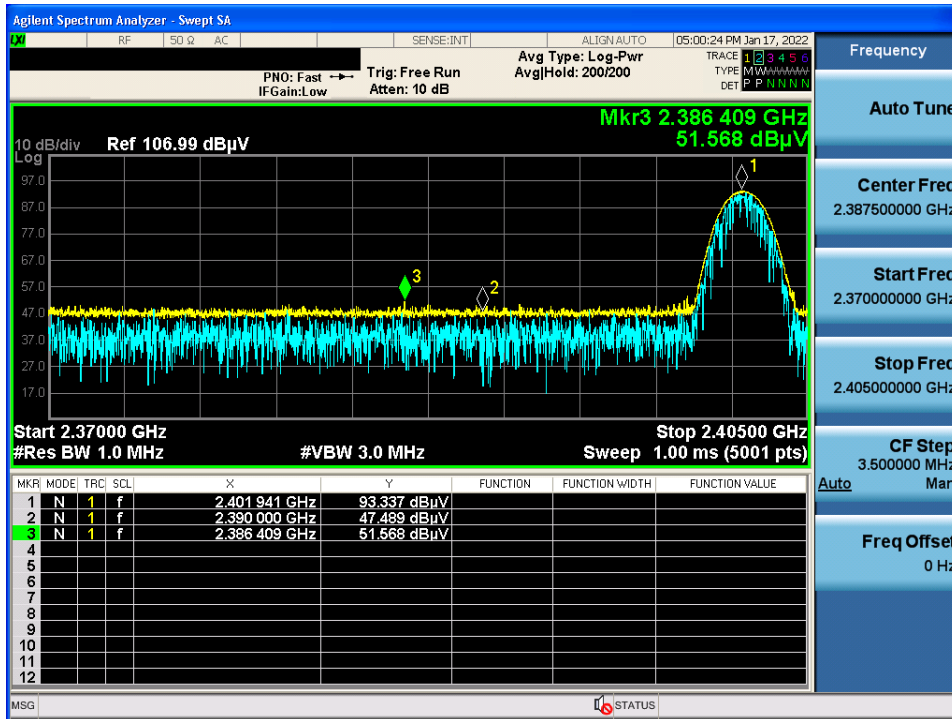 Agilent Spectrum Analyzer - Swept SA
LXI RF 50 Ω AC SENSE:INT ALIGN AUTO 05:00:24 PM Jan 17, 2022
PNO: Fast
IFGain:Low
Trig: Free Run
Atten: 10 dB
Avg Type: Log-Pwr
Avg|Hold: 200/200
TRACE 1 2 3 4 5 6
TYPE M
DET P P N N N N
Mkr3 2.386 409 GHz
51.568 dBµV
10 dB/div Ref 106.99 dBµV
Log
97.0
87.0
77.0
67.0
57.0
47.0
37.0
27.0
17.0
1
3
2
Start 2.37000 GHz Stop 2.40500 GHz
#Res BW 1.0 MHz #VBW 3.0 MHz Sweep 1.00 ms (5001 pts)
MKR MODE TRC SCL X Y FUNCTION FUNCTION WIDTH FUNCTION VALUE
1 N 1 f 2.401 941 GHz 93.337 dBµV
2 N 1 f 2.390 000 GHz 47.489 dBµV
3 N 1 f 2.386 409 GHz 51.568 dBµV
4
5
6
7
8
9
10
11
12
MSG STATUS
Frequency
Auto Tune
Center Freq
2.387500000 GHz
Start Freq
2.370000000 GHz
Stop Freq
2.405000000 GHz
CF Step
3.500000 MHz
Auto Man
Freq Offset
0 Hz